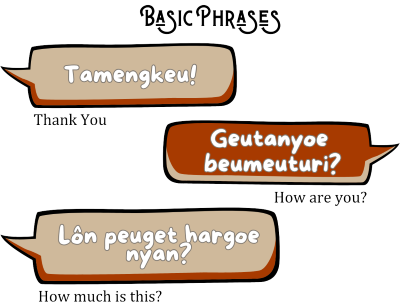 Basic Phrases
Tamengkeu!
Thank You
Geutanyoe
beumeuturi?
How are you?
Lôn peuget hargoe
nyan?
How much is this?